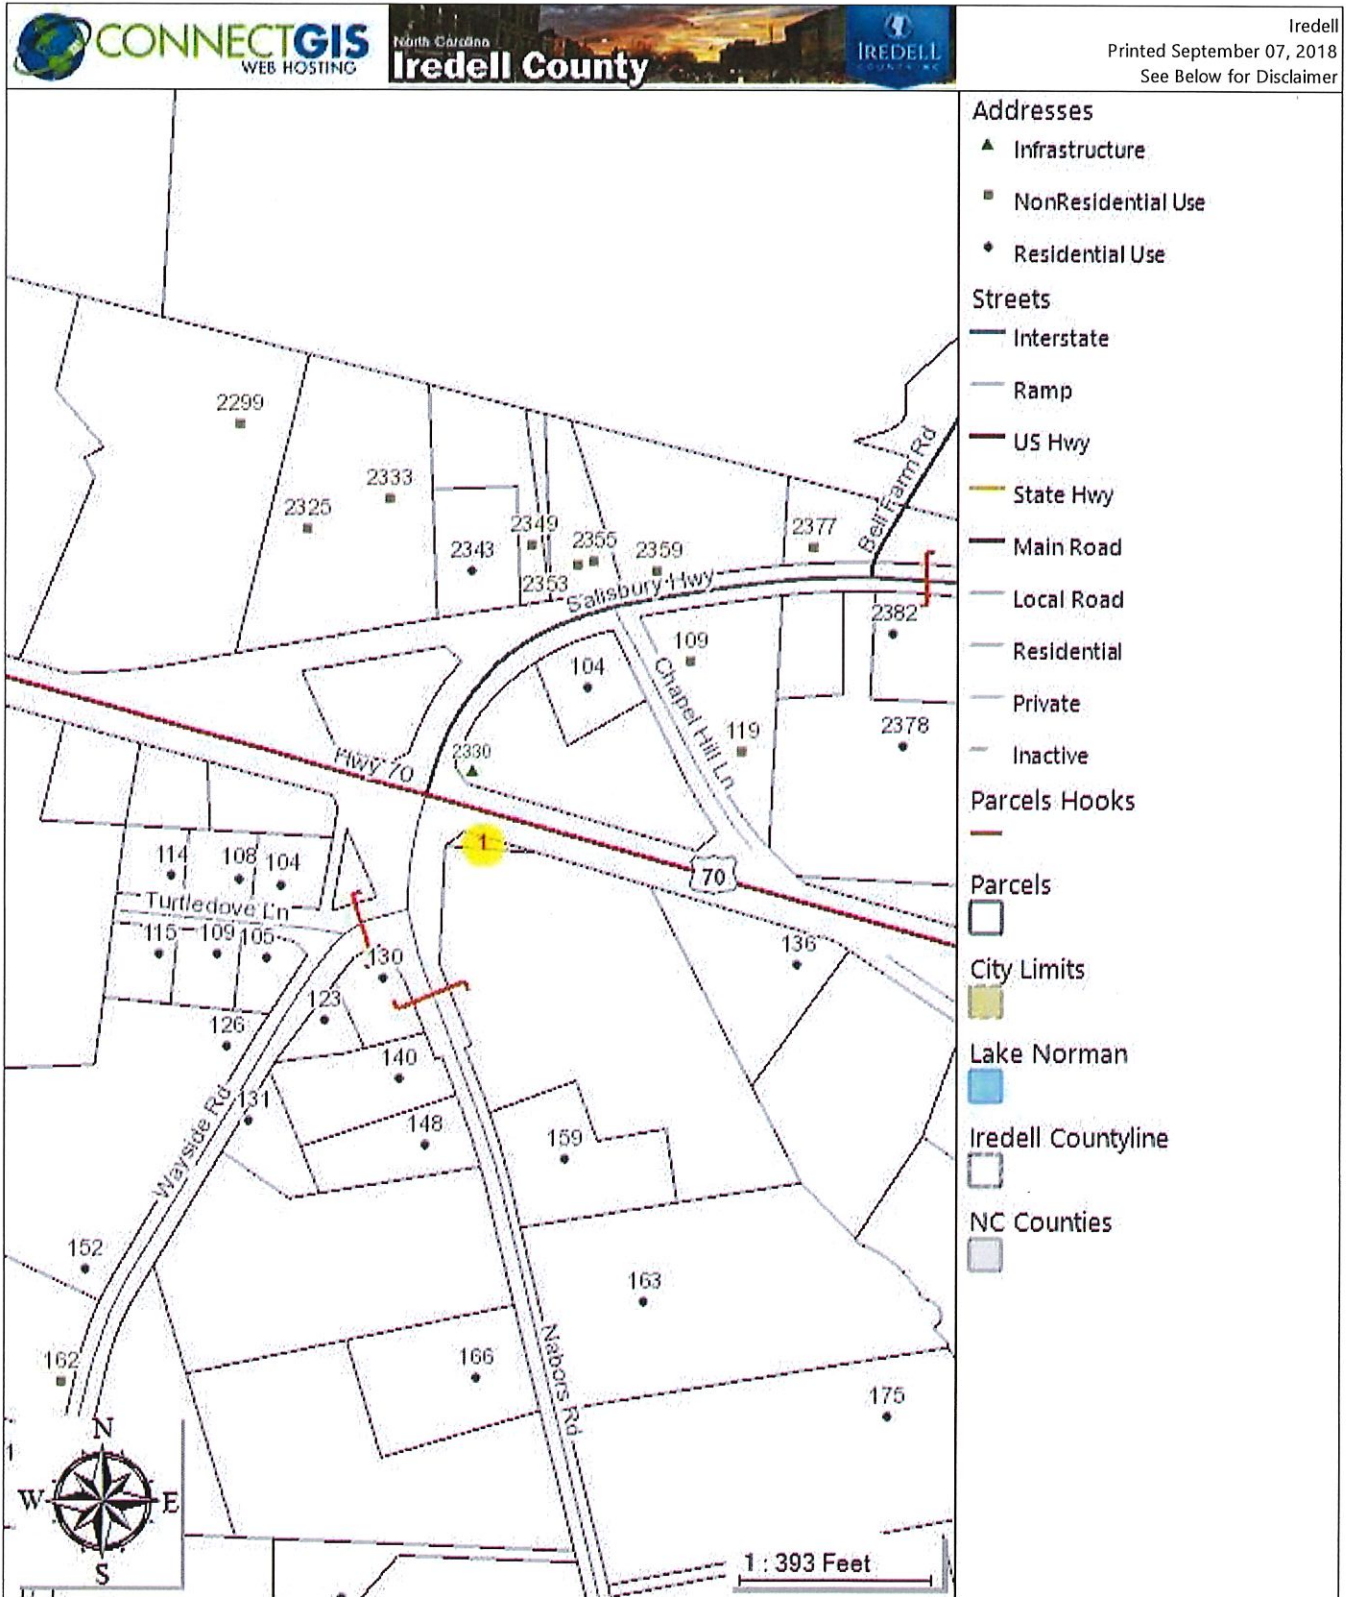 CONNECTGIS
WEB HOSTING
North Carolina
Iredell County
IREDELL
COUNTY NC
Iredell
Printed September 07, 2018
See Below for Disclaimer
Addresses
Infrastructure
NonResidential Use
Residential Use
Streets
Interstate
Ramp
US Hwy
State Hwy
Main Road
Local Road
Residential
Private
Inactive
Parcels Hooks
Parcels
City Limits
Lake Norman
Iredell Countyline
NC Counties
2299
2333
2325
2343
2349
2355
2353
2359
2377
Bell Farm Rd
Salisbury Hwy
2382
104
109
Chapel Hill Ln
119
2378
2330
Hwy 70
1
70
114
108
104
Turtledove Ln
115
109
105
130
136
123
126
140
131
148
159
Wayside Rd
152
163
162
166
Nabors Rd
175
N
W
E
S
1
1 : 393 Feet